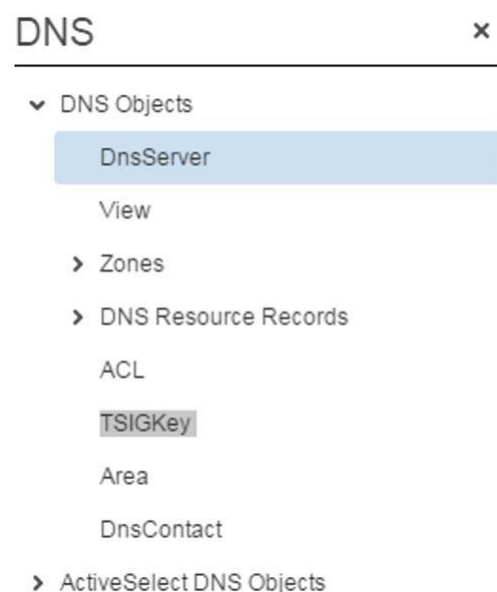 DNS
DNS Objects
DnsServer
View
Zones
DNS Resource Records
ACL
TSIGKey
Area
DnsContact
ActiveSelect DNS Objects